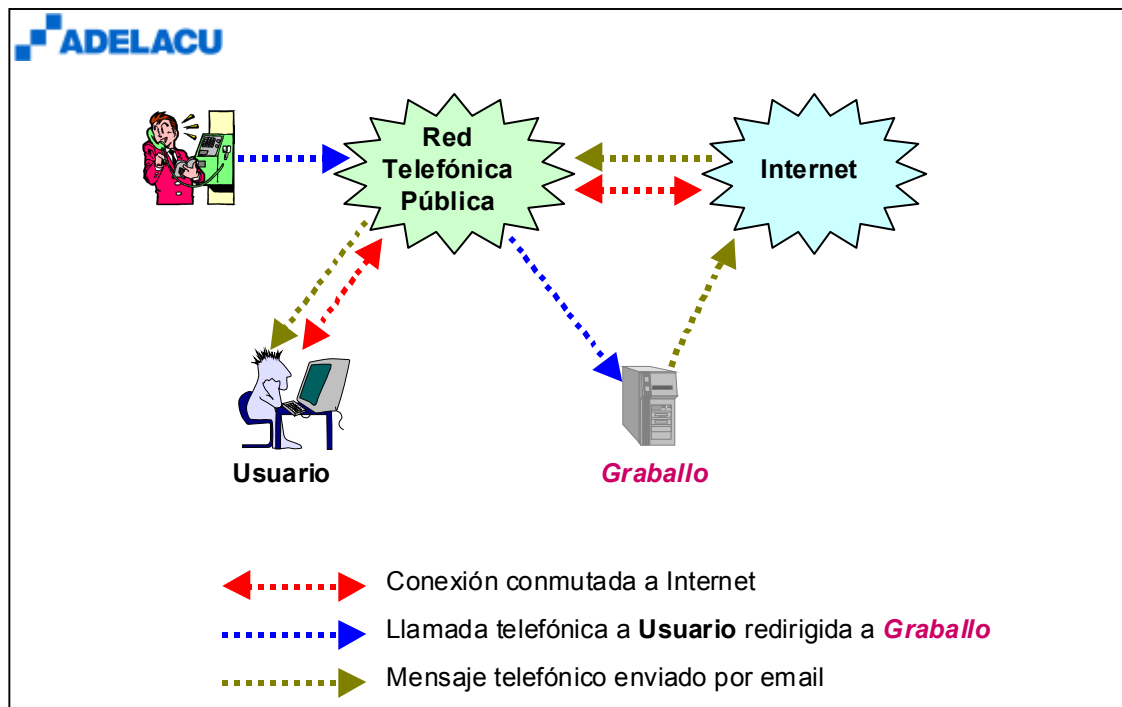 ADELACU
Red
Telefónica
Pública
Internet
Usuario
Graballo
Conexión conmutada a Internet
Llamada telefónica a Usuario redirigida a Graballo
Mensaje telefónico enviado por email